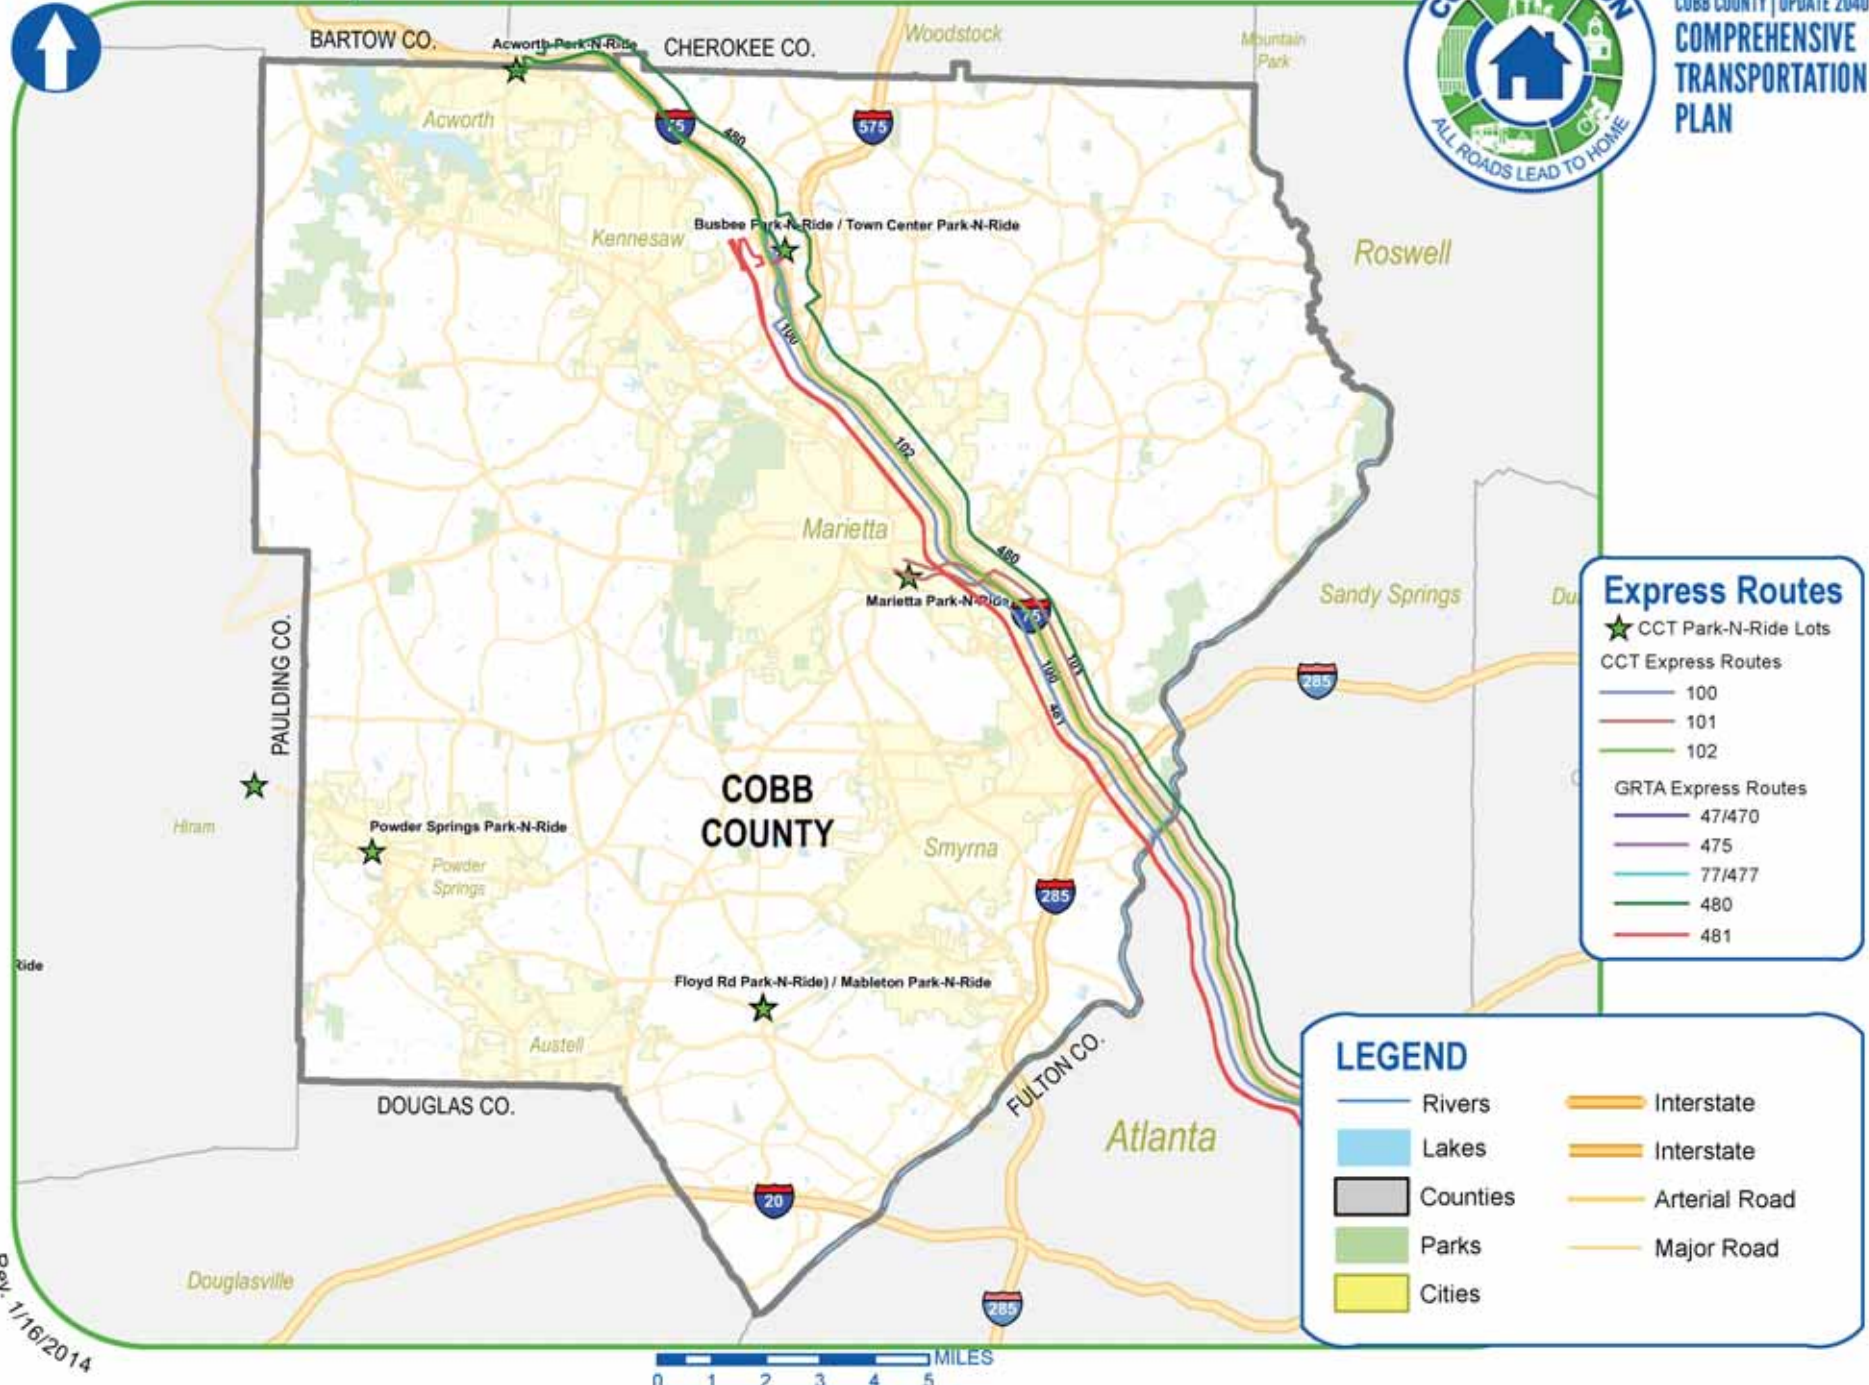 COBB COUNTY | UPDATE 2040
COMPREHENSIVE
TRANSPORTATION
PLAN
ALL ROADS LEAD TO HOME
BARTOW CO.
Acworth Park-N-Ride
CHEROKEE CO.
Woodstock
Mountain
Park
Acworth
75
575
480
Busbee Park-N-Ride / Town Center Park-N-Ride
Kennesaw
Roswell
100
102
Marietta
480
Marietta Park-N-Ride
75
Sandy Springs
PAULDING CO.
100
101
481
285
Hiram
Powder Springs Park-N-Ride
Powder
Springs
COBB
COUNTY
Smyrna
285
Ride
Floyd Rd Park-N-Ride) / Mableton Park-N-Ride
Austell
DOUGLAS CO.
FULTON CO.
Atlanta
20
Douglasville
285
Express Routes
CCT Park-N-Ride Lots
CCT Express Routes
100
101
102
GRTA Express Routes
47/470
475
77/477
480
481
LEGEND
Rivers
Lakes
Counties
Parks
Cities
Interstate
Interstate
Arterial Road
Major Road
Rev. 1/16/2014
MILES
0 1 2 3 4 5